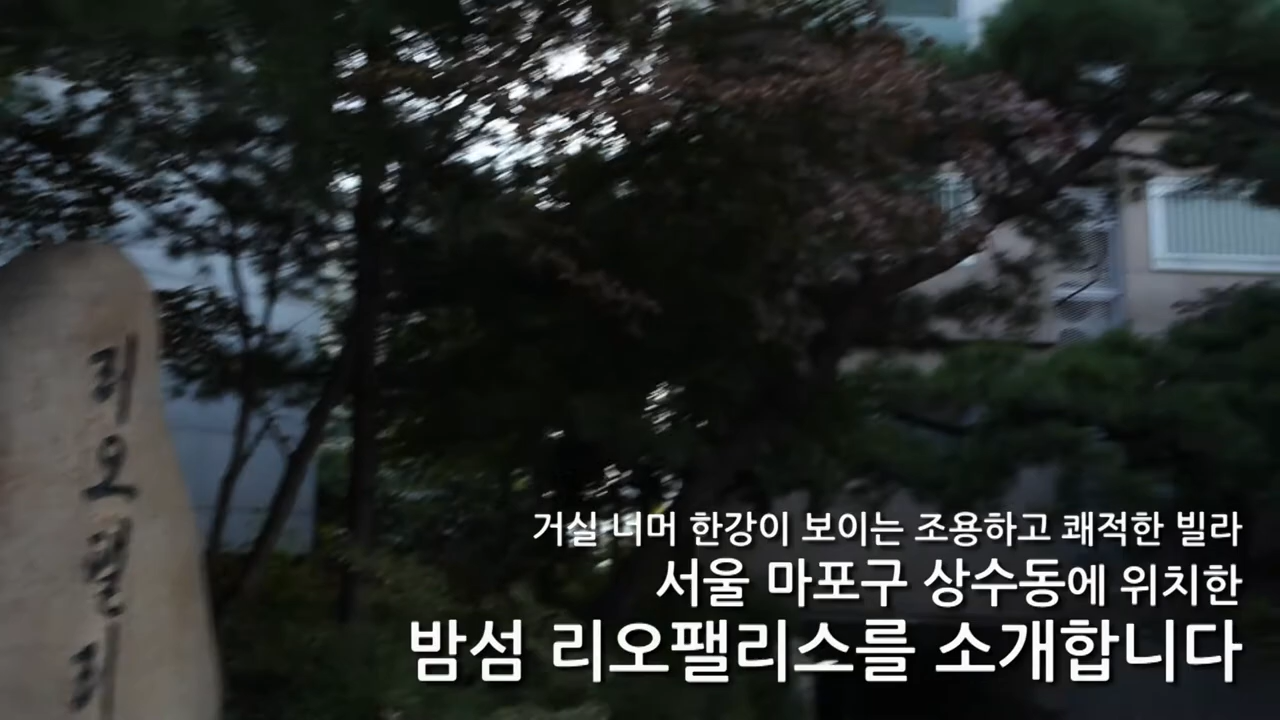 리오팰리
거실 너머 한강이 보이는 조용하고 쾌적한 빌라
서울 마포구 상수동에 위치한
밤섬 리오팰리스를 소개합니다